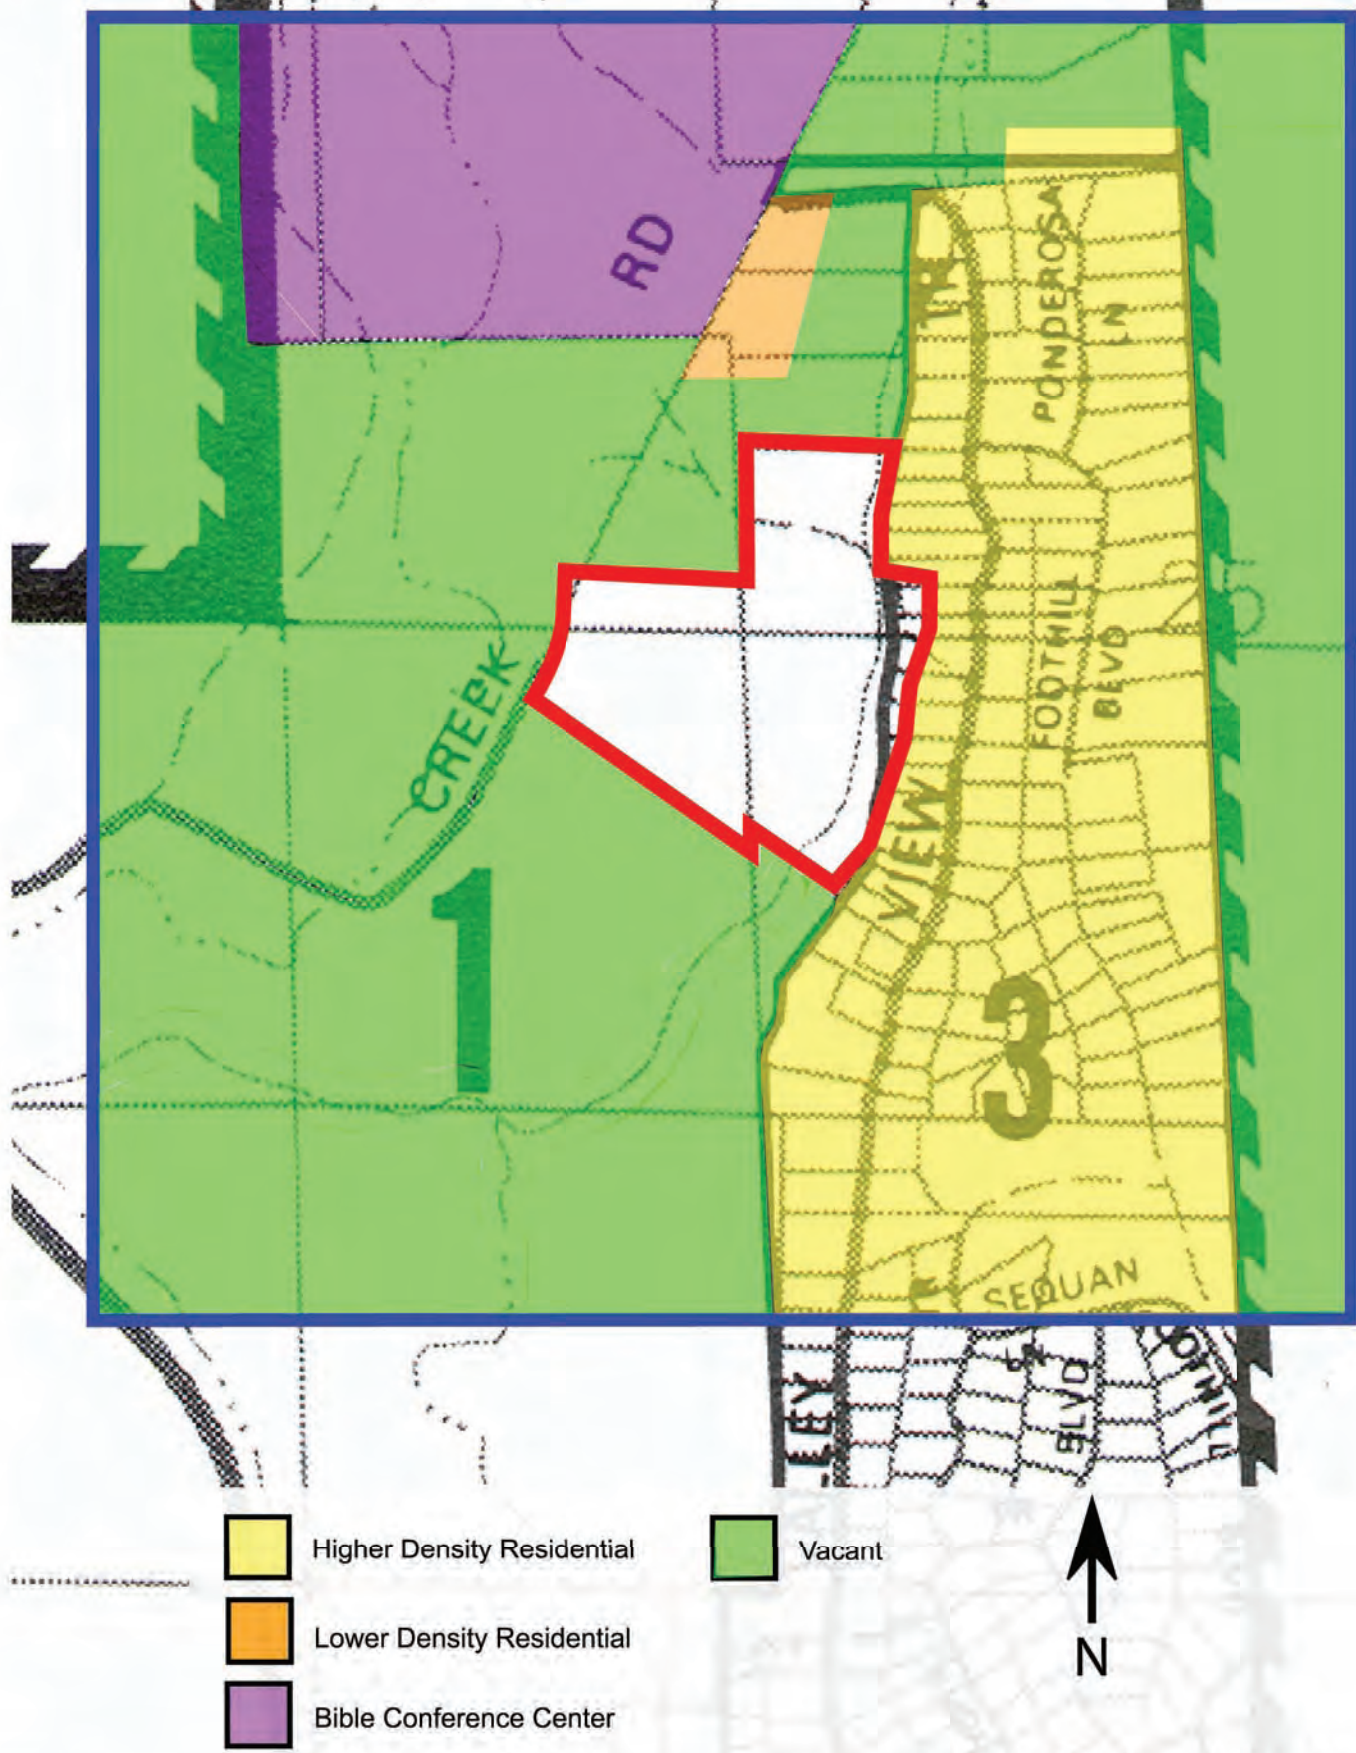 RD
TR
PONDEROSA
LN
FOOTHILL
BLVD
CREEK
VIEW
1
3
SEQUAN
LEY
BLVD
Higher Density Residential
Vacant
Lower Density Residential
N
Bible Conference Center